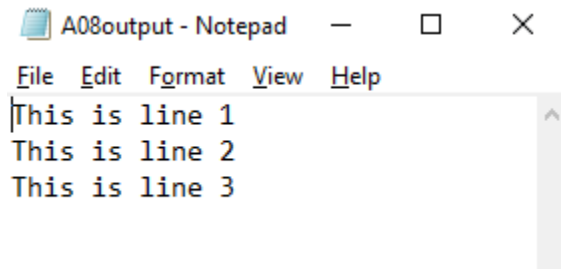 A08output - Notepad
File Edit Format View Help
This is line 1
This is line 2
This is line 3